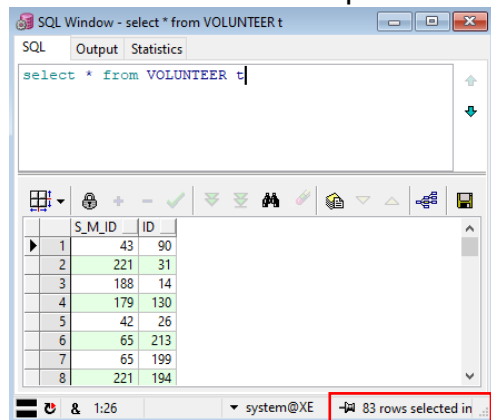 SQL Window - select * from VOLUNTEER t
SQL Output Statistics
select * from VOLUNTEER t
S_M_ID ID
1 43 90
2 221 31
3 188 14
4 179 130
5 42 26
6 65 213
7 65 199
8 221 194
& 1:26 system@XE 83 rows selected in